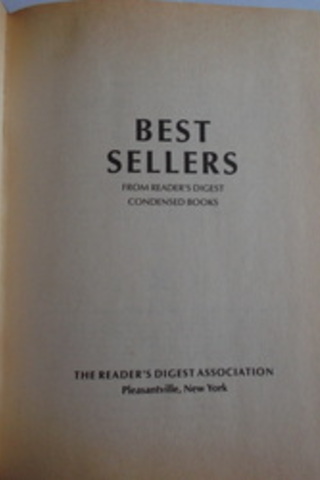 BEST
SELLERS
FROM READER'S DIGEST
CONDENSED BOOKS
THE READER'S DIGEST ASSOCIATION
Pleasantville, New York